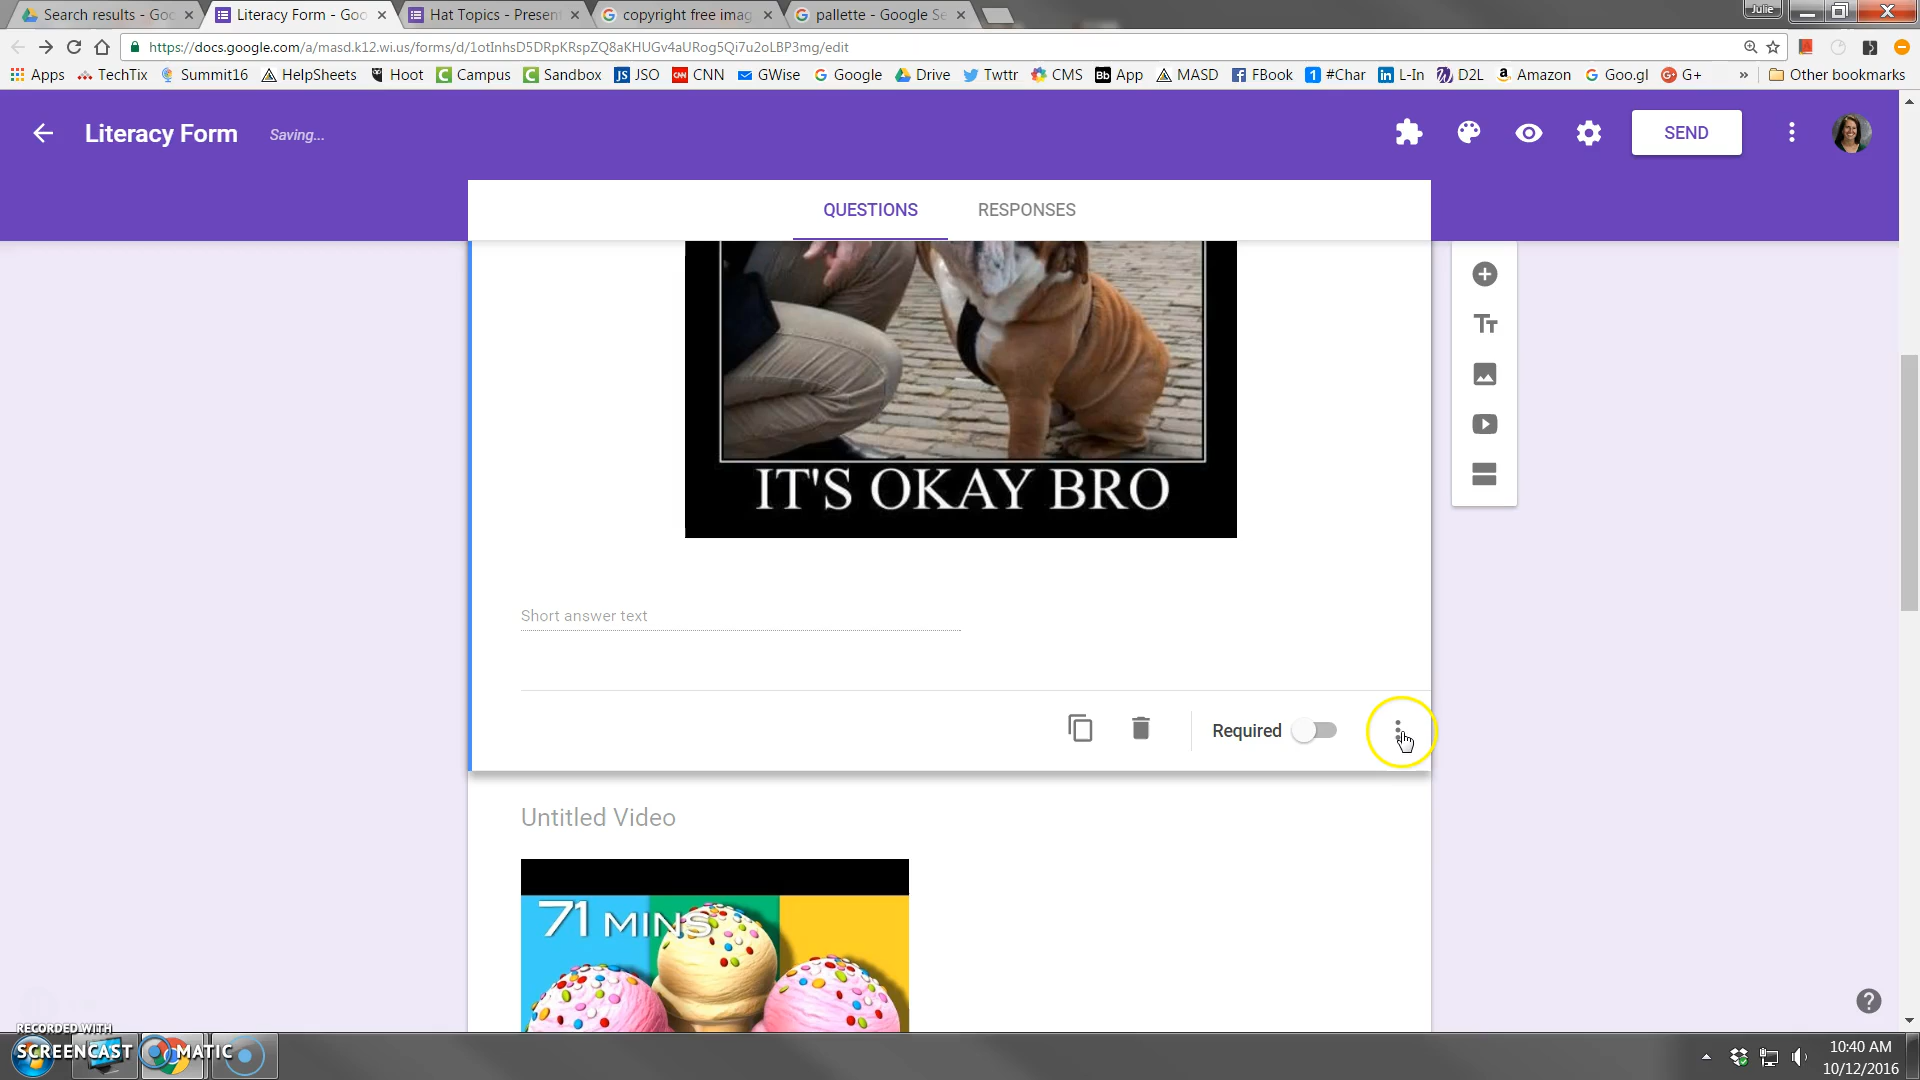 Search results - Goo
Literacy Form - Goo
Hat Topics - Present
copyright free imag
pallette - Google Se
Julie
https://docs.google.com/a/masd.k12.wi.us/forms/d/1otInhsD5DRpKRspZQ8aKHUGv4aURog5Qi7u2oLBP3mg/edit
Apps TechTix Summit16 HelpSheets Hoot Campus Sandbox JSO CNN GWise Google Drive Twttr CMS App MASD FBook #Char L-In D2L Amazon Goo.gl G+ » Other bookmarks
Literacy Form Saving...
SEND
QUESTIONS RESPONSES
IT'S OKAY BRO
Short answer text
Required
Untitled Video
71 MINS
RECORDED WITH
SCREENCAST MATIC
10:40 AM
10/12/2016